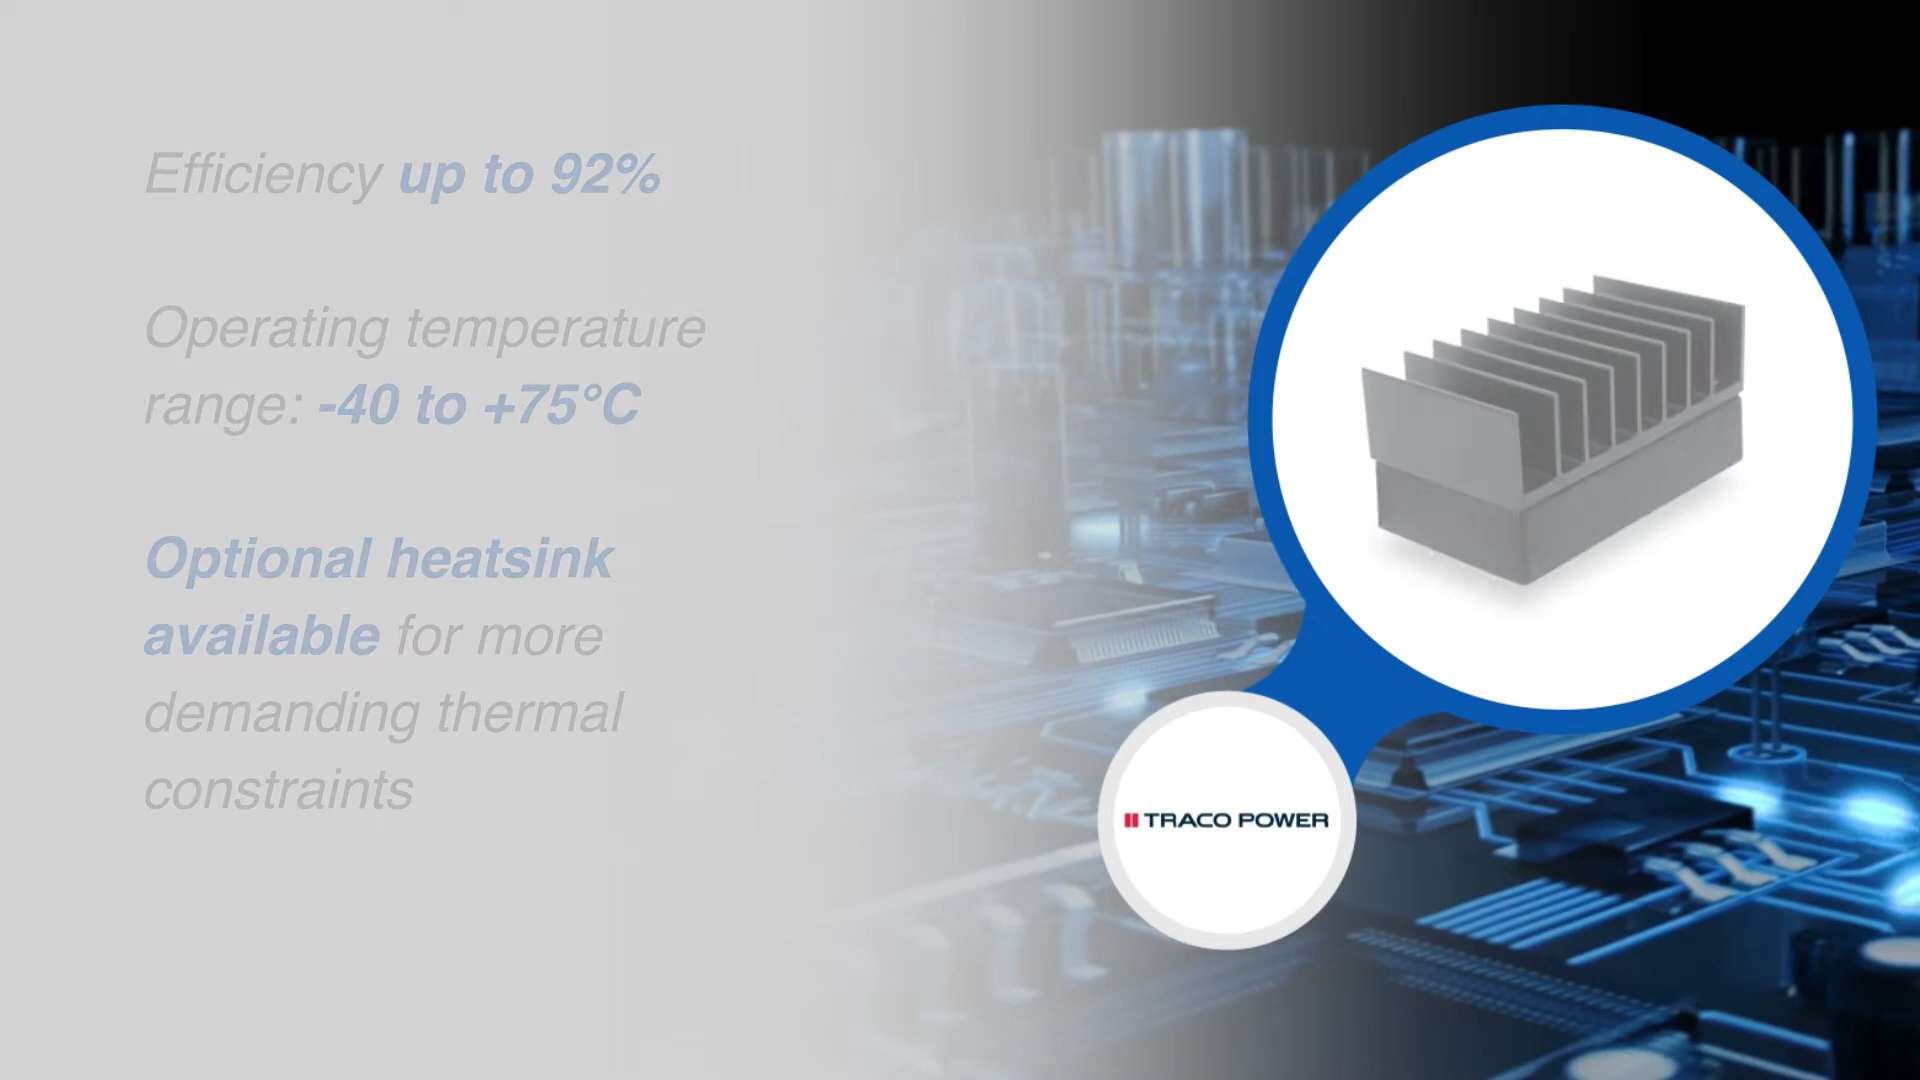 Efficiency up to 92%
Operating temperature
range: -40 to +75°C
Optional heatsink
available for more
demanding thermal
constraints
TRACO POWER